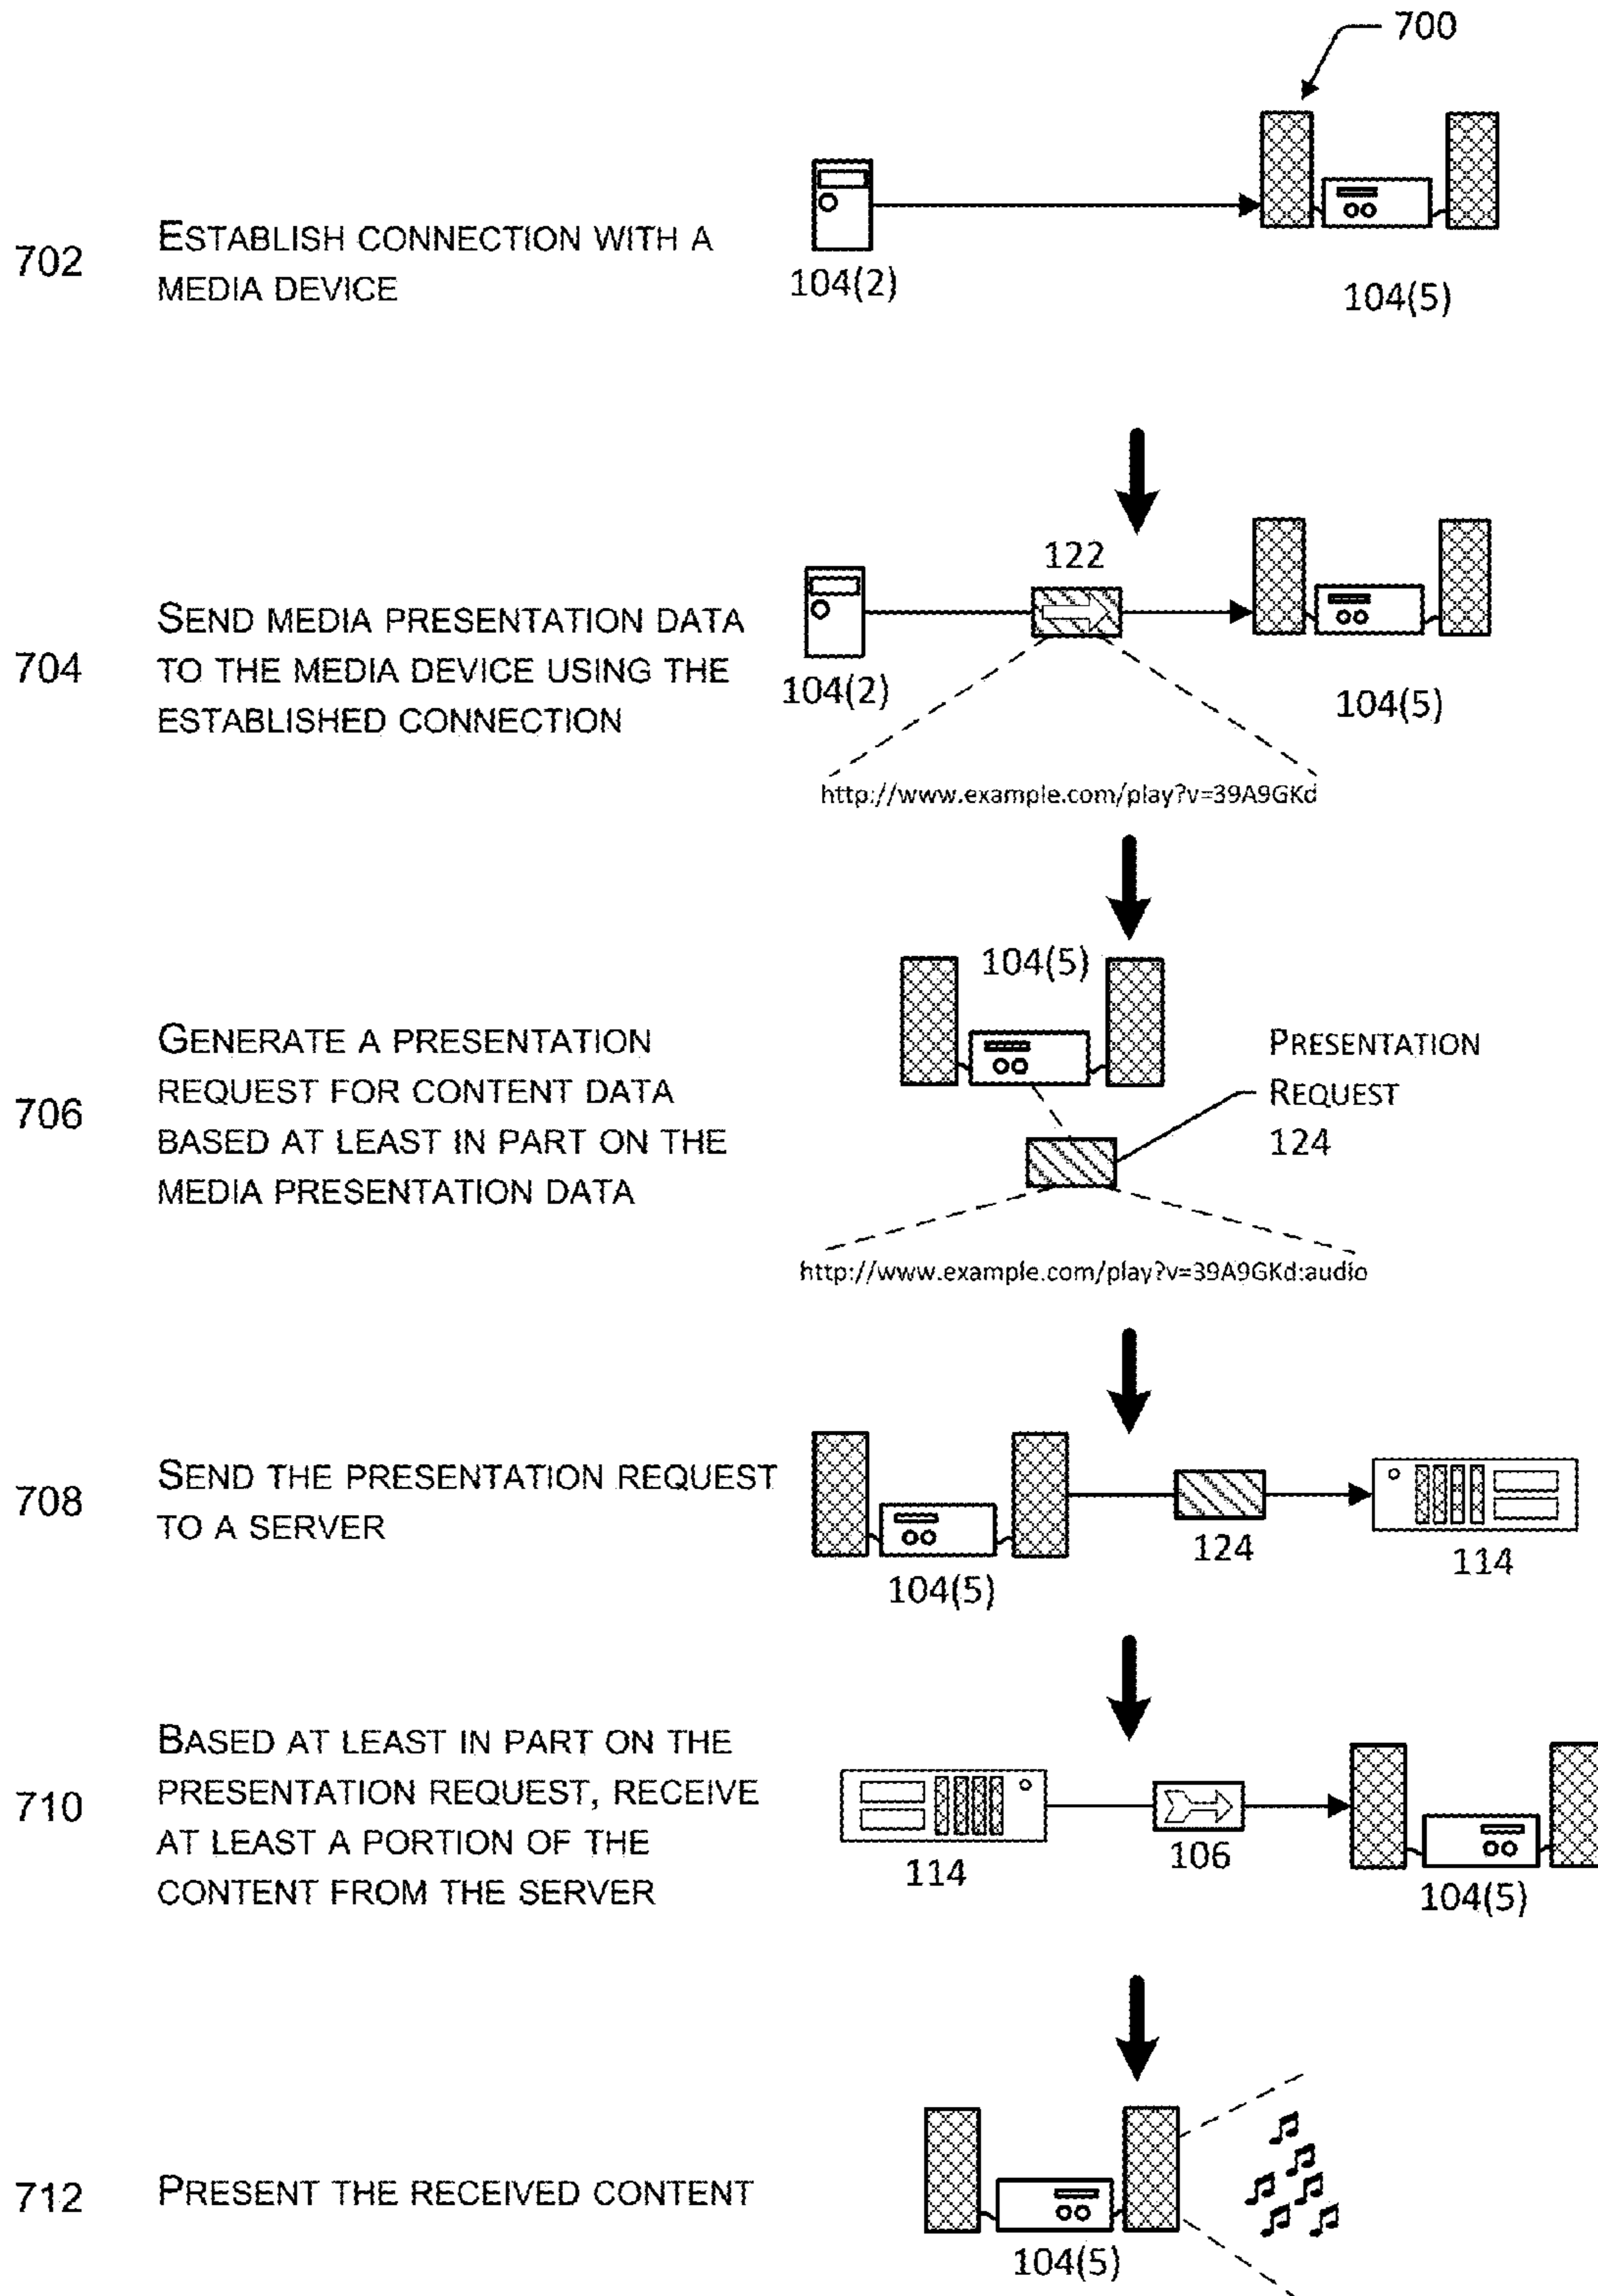 700
702
ESTABLISH CONNECTION WITH A
MEDIA DEVICE
104(2)
104(5)
704
SEND MEDIA PRESENTATION DATA
TO THE MEDIA DEVICE USING THE
ESTABLISHED CONNECTION
122
104(2)
104(5)
http://www.example.com/play?v=39A9GKd
706
GENERATE A PRESENTATION
REQUEST FOR CONTENT DATA
BASED AT LEAST IN PART ON THE
MEDIA PRESENTATION DATA
104(5)
PRESENTATION
REQUEST
124
http://www.example.com/play?v=39A9GKd:audio
708
SEND THE PRESENTATION REQUEST
TO A SERVER
104(5)
124
114
710
BASED AT LEAST IN PART ON THE
PRESENTATION REQUEST, RECEIVE
AT LEAST A PORTION OF THE
CONTENT FROM THE SERVER
114
106
104(5)
712
PRESENT THE RECEIVED CONTENT
104(5)